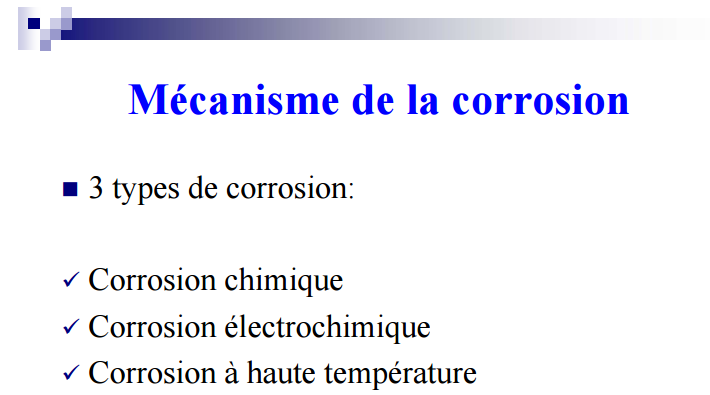 Mécanisme de la corrosion
3 types de corrosion:
Corrosion chimique
Corrosion électrochimique
Corrosion à haute température